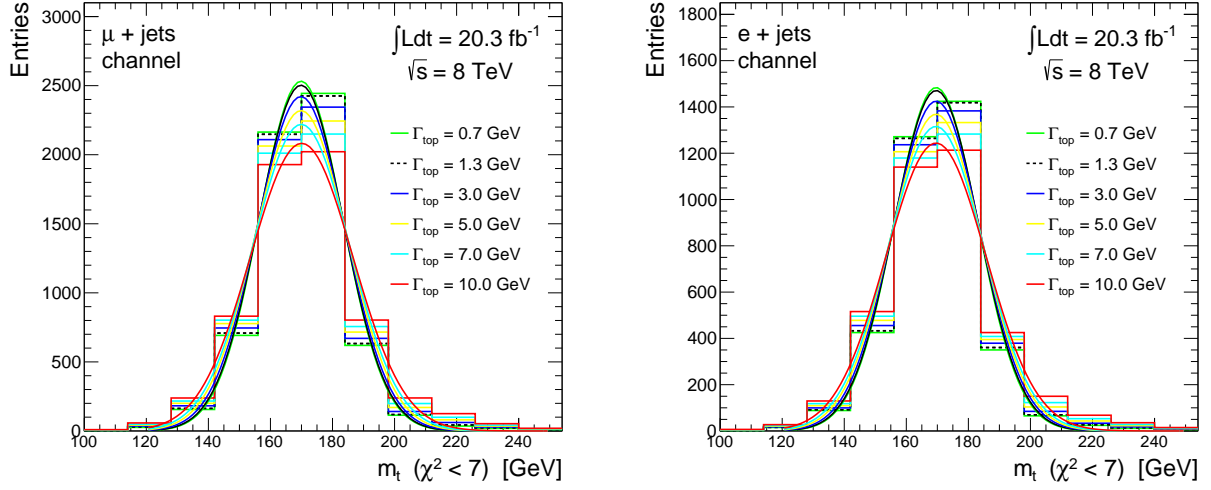 Entries
3000
2500
2000
1500
1000
500
0
μ + jets
channel
∫Ldt = 20.3 fb⁻¹
√s = 8 TeV
Γtop = 0.7 GeV
Γtop = 1.3 GeV
Γtop = 3.0 GeV
Γtop = 5.0 GeV
Γtop = 7.0 GeV
Γtop = 10.0 GeV
100 120 140 160 180 200 220 240
mt (χ² < 7) [GeV]
Entries
1800
1600
1400
1200
1000
800
600
400
200
0
e + jets
channel
∫Ldt = 20.3 fb⁻¹
√s = 8 TeV
Γtop = 0.7 GeV
Γtop = 1.3 GeV
Γtop = 3.0 GeV
Γtop = 5.0 GeV
Γtop = 7.0 GeV
Γtop = 10.0 GeV
100 120 140 160 180 200 220 240
mt (χ² < 7) [GeV]